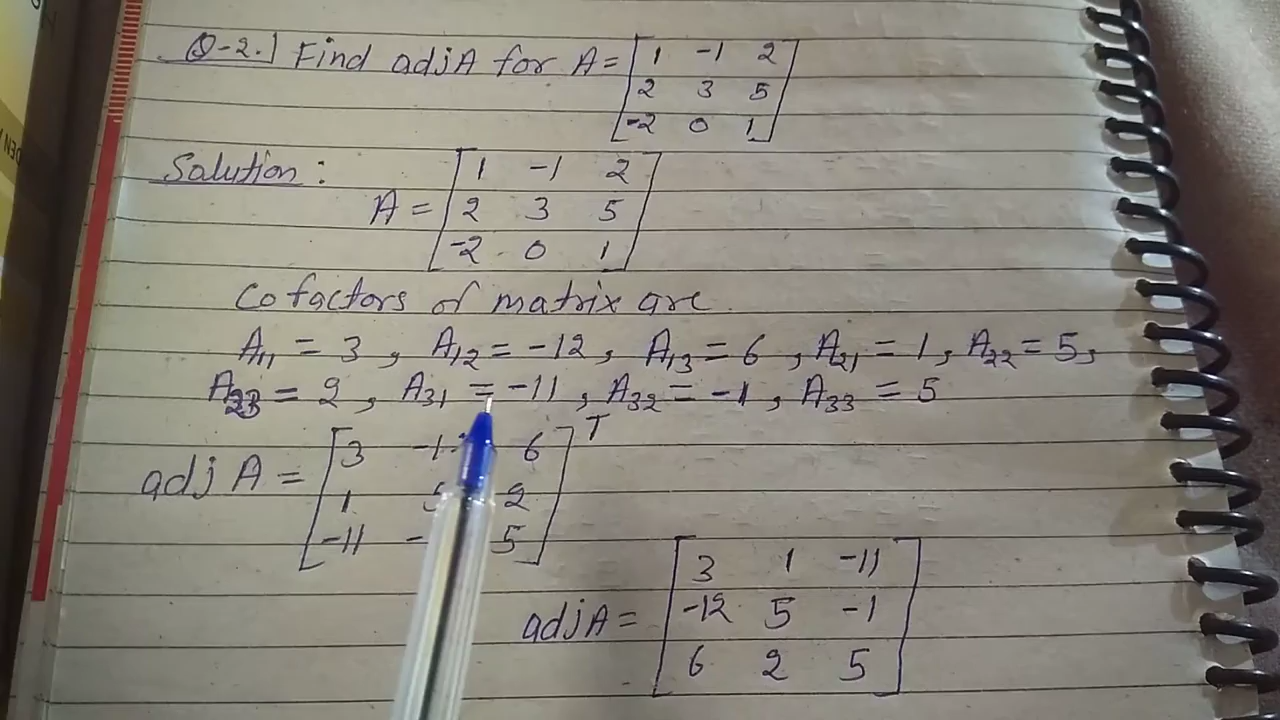 Q-2.] Find adjA for A = [1 -1 2
2 3 5
-2 0 1]
Solution :
A = [1 -1 2
2 3 5
-2 0 1]
Cofactors of matrix are.
A₁₁ = 3 , A₁₂ = -12 , A₁₃ = 6 , A₂₁ = 1 , A₂₂ = 5 ,
A₂₃ = 2 , A₃₁ = -11 , A₃₂ = -1 , A₃₃ = 5
adj A = [3 6
1 2
-11 5]ᵀ
adjA = [3 1 -11
-12 5 -1
6 2 5]